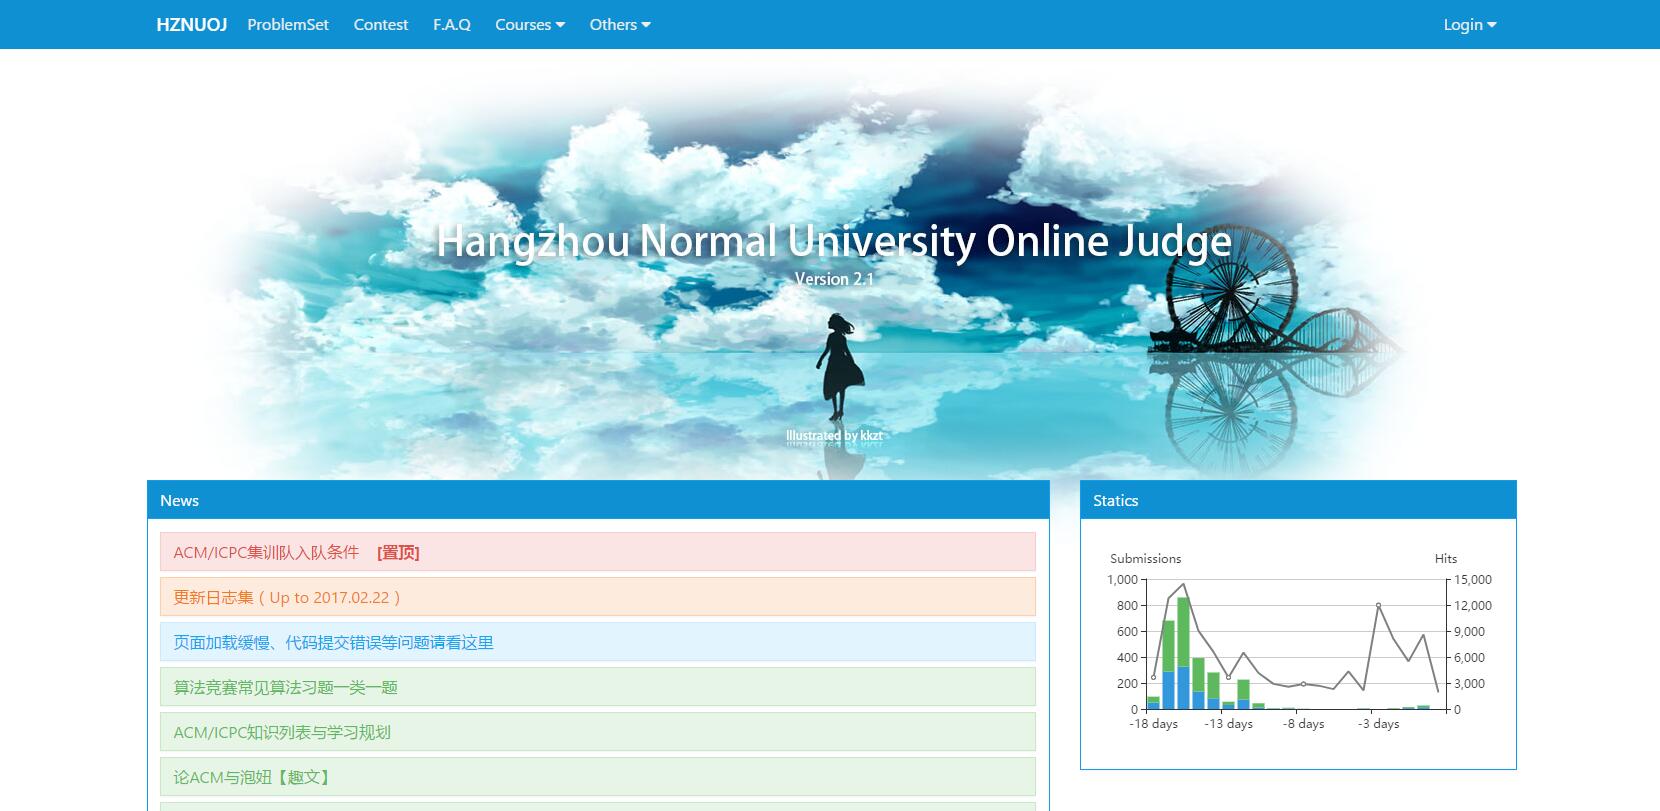 HZNUOJ ProblemSet Contest F.A.Q Courses Others Login
Hangzhou Normal University Online Judge
Version 2.1
Illustrated by kkzt
News
ACM/ICPC集训队入队条件 [置顶]
更新日志集 ( Up to 2017.02.22 )
页面加载缓慢、代码提交错误等问题请看这里
算法竞赛常见算法习题一类一题
ACM/ICPC知识列表与学习规划
论ACM与泡妞【趣文】
Statics
Submissions Hits
1,000 15,000
800 12,000
600 9,000
400 6,000
200 3,000
0 0
-18 days -13 days -8 days -3 days